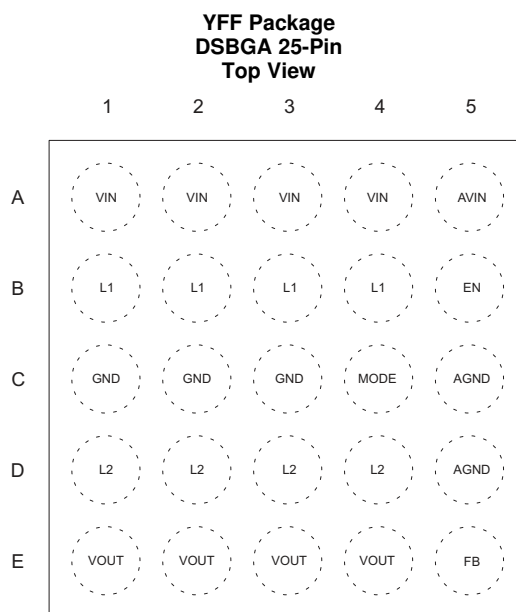 YFF Package
DSBGA 25-Pin
Top View
1 2 3 4 5
A VIN VIN VIN VIN AVIN
B L1 L1 L1 L1 EN
C GND GND GND MODE AGND
D L2 L2 L2 L2 AGND
E VOUT VOUT VOUT VOUT FB